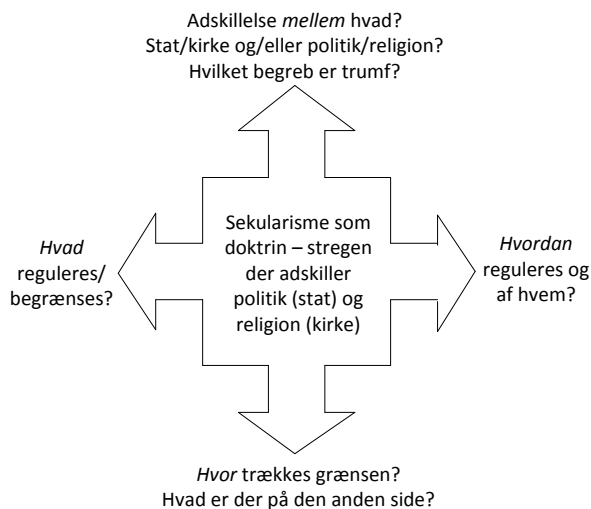 Adskillelse mellem hvad?
Stat/kirke og/eller politik/religion?
Hvilket begreb er trumf?
Hvad
reguleres/
begrænses?
Sekularisme som
doktrin – stregen
der adskiller
politik (stat) og
religion (kirke)
Hvordan
reguleres og
af hvem?
Hvor trækkes grænsen?
Hvad er der på den anden side?